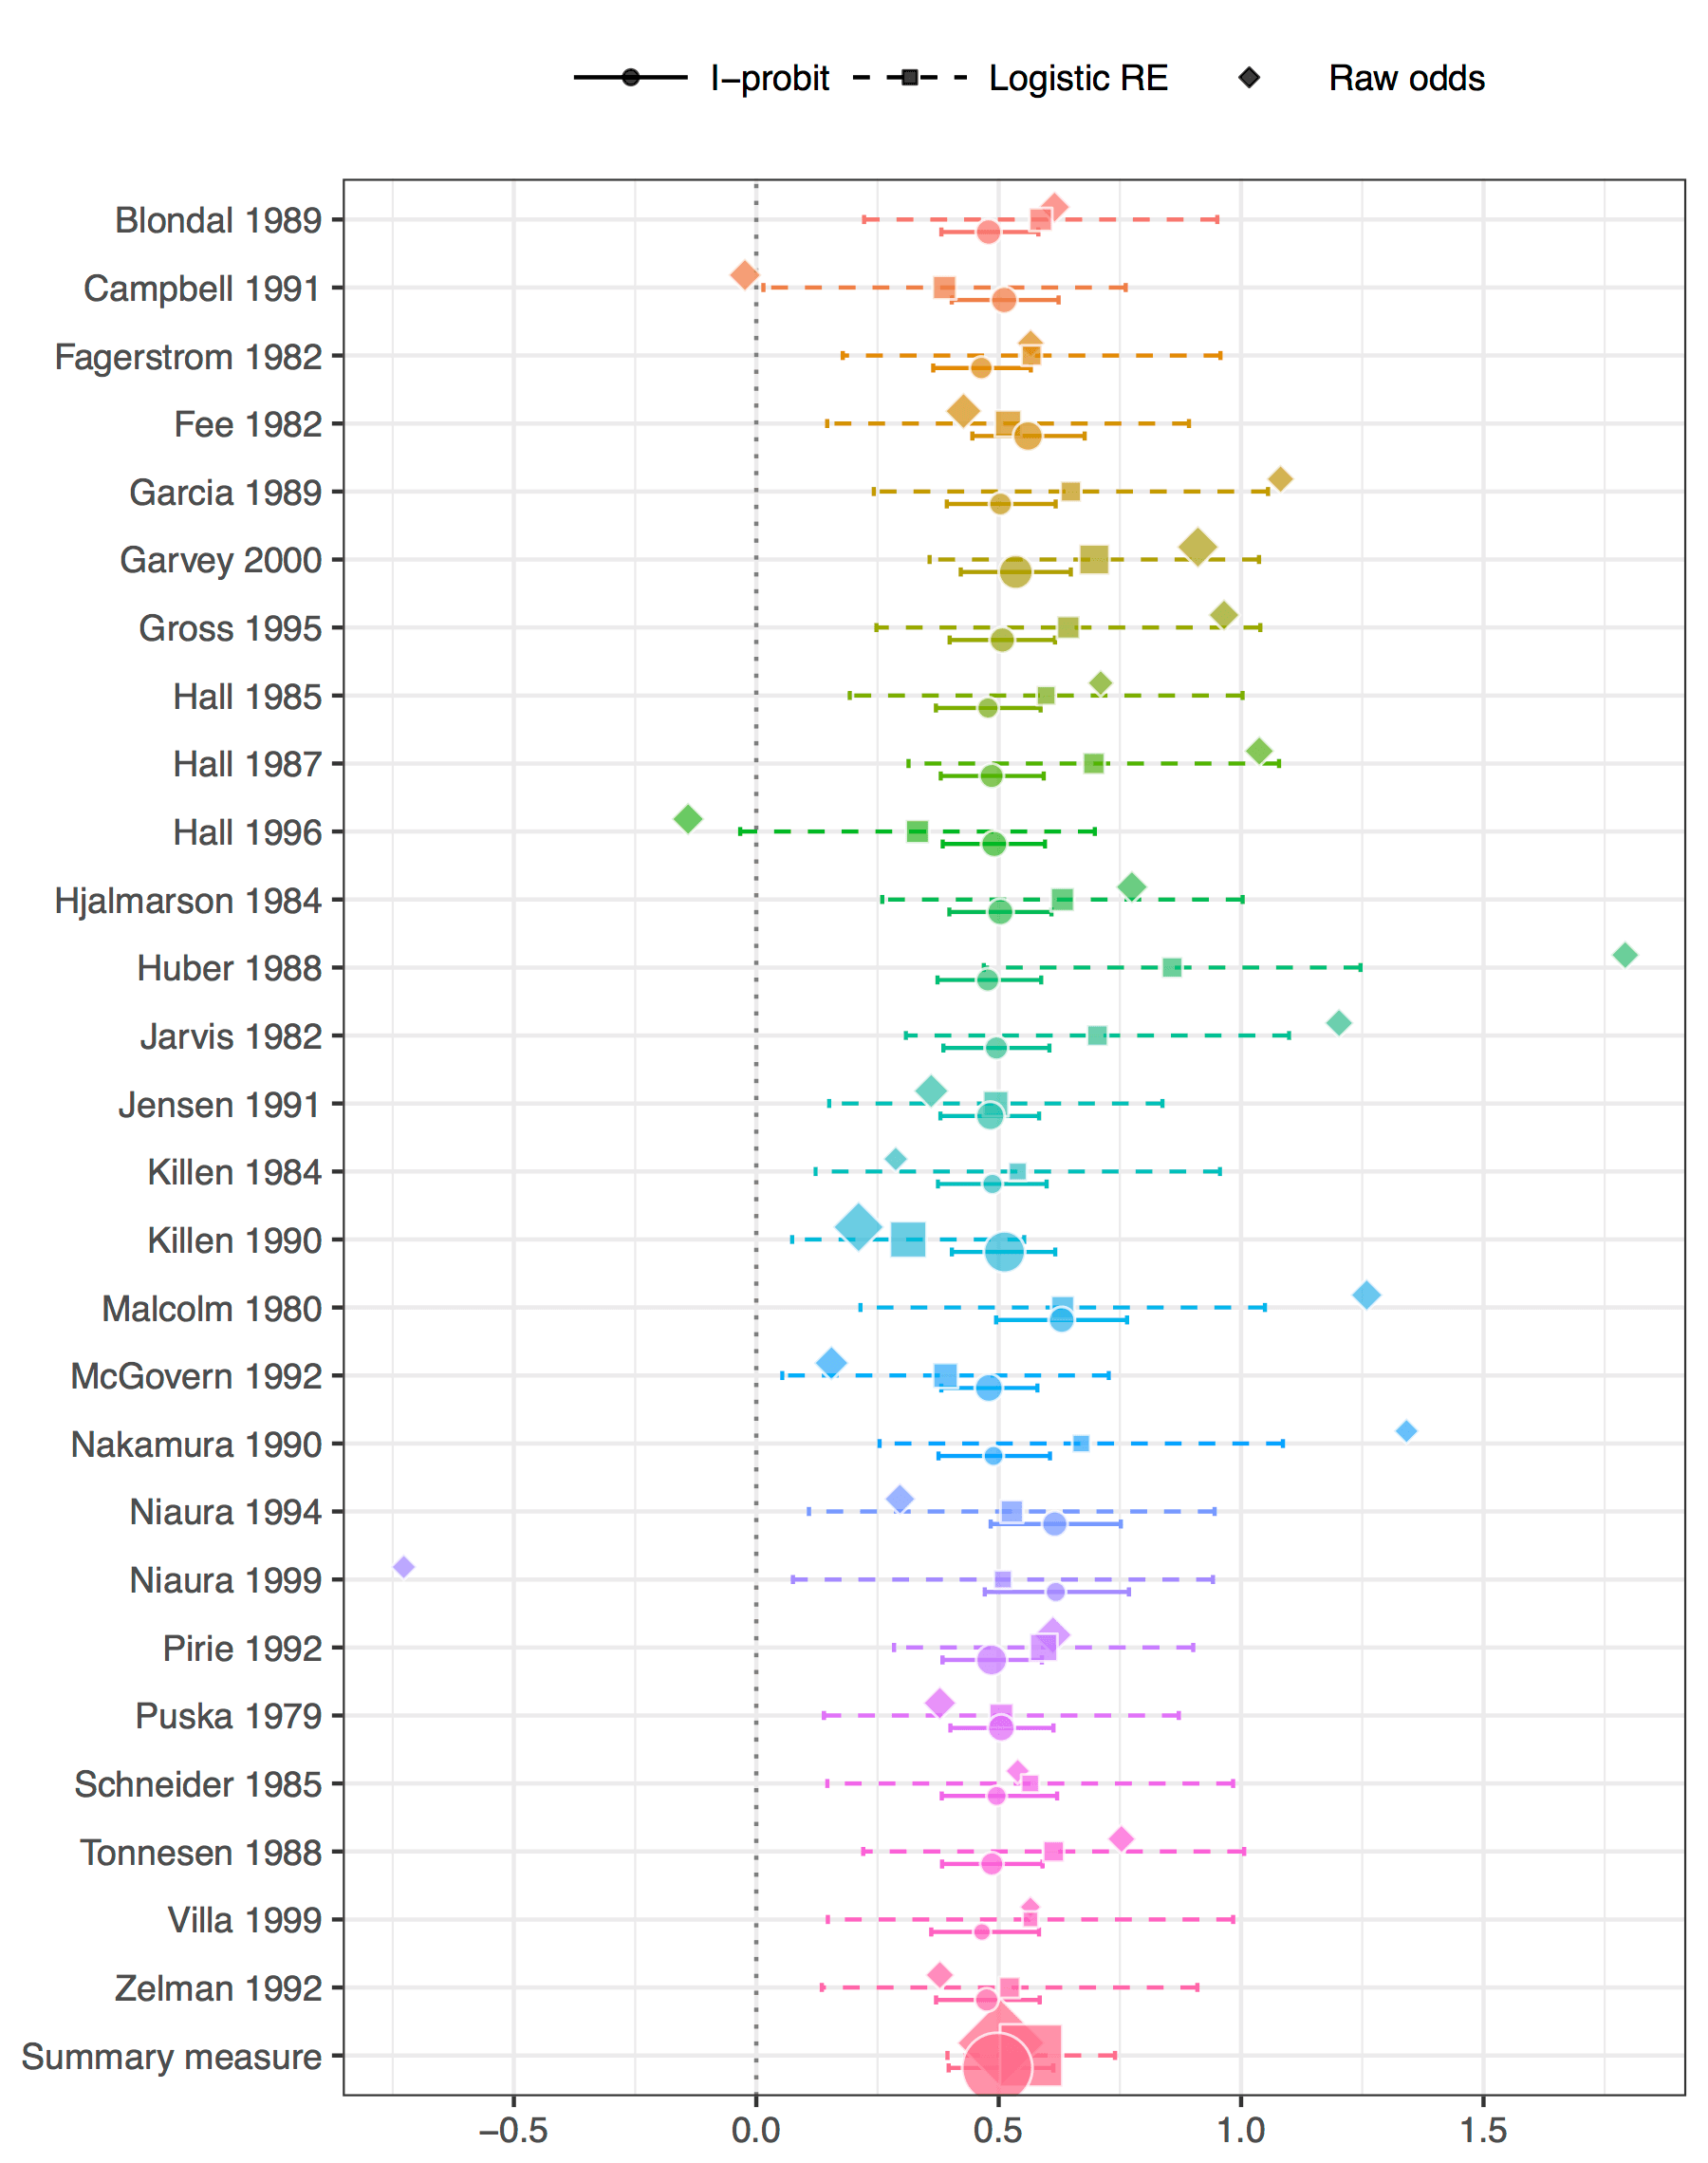 I−probit Logistic RE Raw odds
Blondal 1989
Campbell 1991
Fagerstrom 1982
Fee 1982
Garcia 1989
Garvey 2000
Gross 1995
Hall 1985
Hall 1987
Hall 1996
Hjalmarson 1984
Huber 1988
Jarvis 1982
Jensen 1991
Killen 1984
Killen 1990
Malcolm 1980
McGovern 1992
Nakamura 1990
Niaura 1994
Niaura 1999
Pirie 1992
Puska 1979
Schneider 1985
Tonnesen 1988
Villa 1999
Zelman 1992
Summary measure
−0.5 0.0 0.5 1.0 1.5